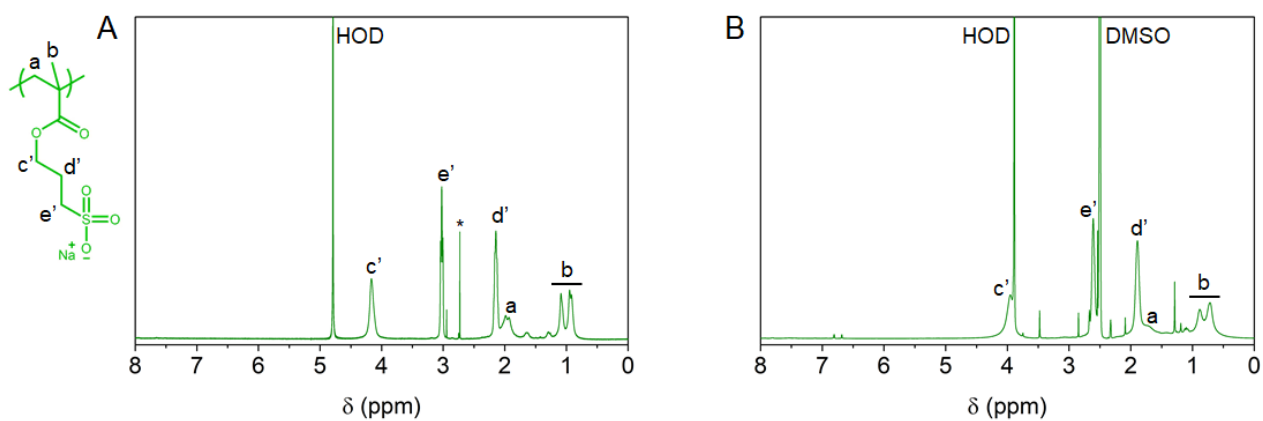 A
HOD
e'
*
d'
c'
a
b
8 7 6 5 4 3 2 1 0
δ (ppm)
B
HOD
DMSO
e'
d'
c'
a
b
8 7 6 5 4 3 2 1 0
δ (ppm)
b
a
O
O
c'
d'
e'
O
S
O
Na+
O−